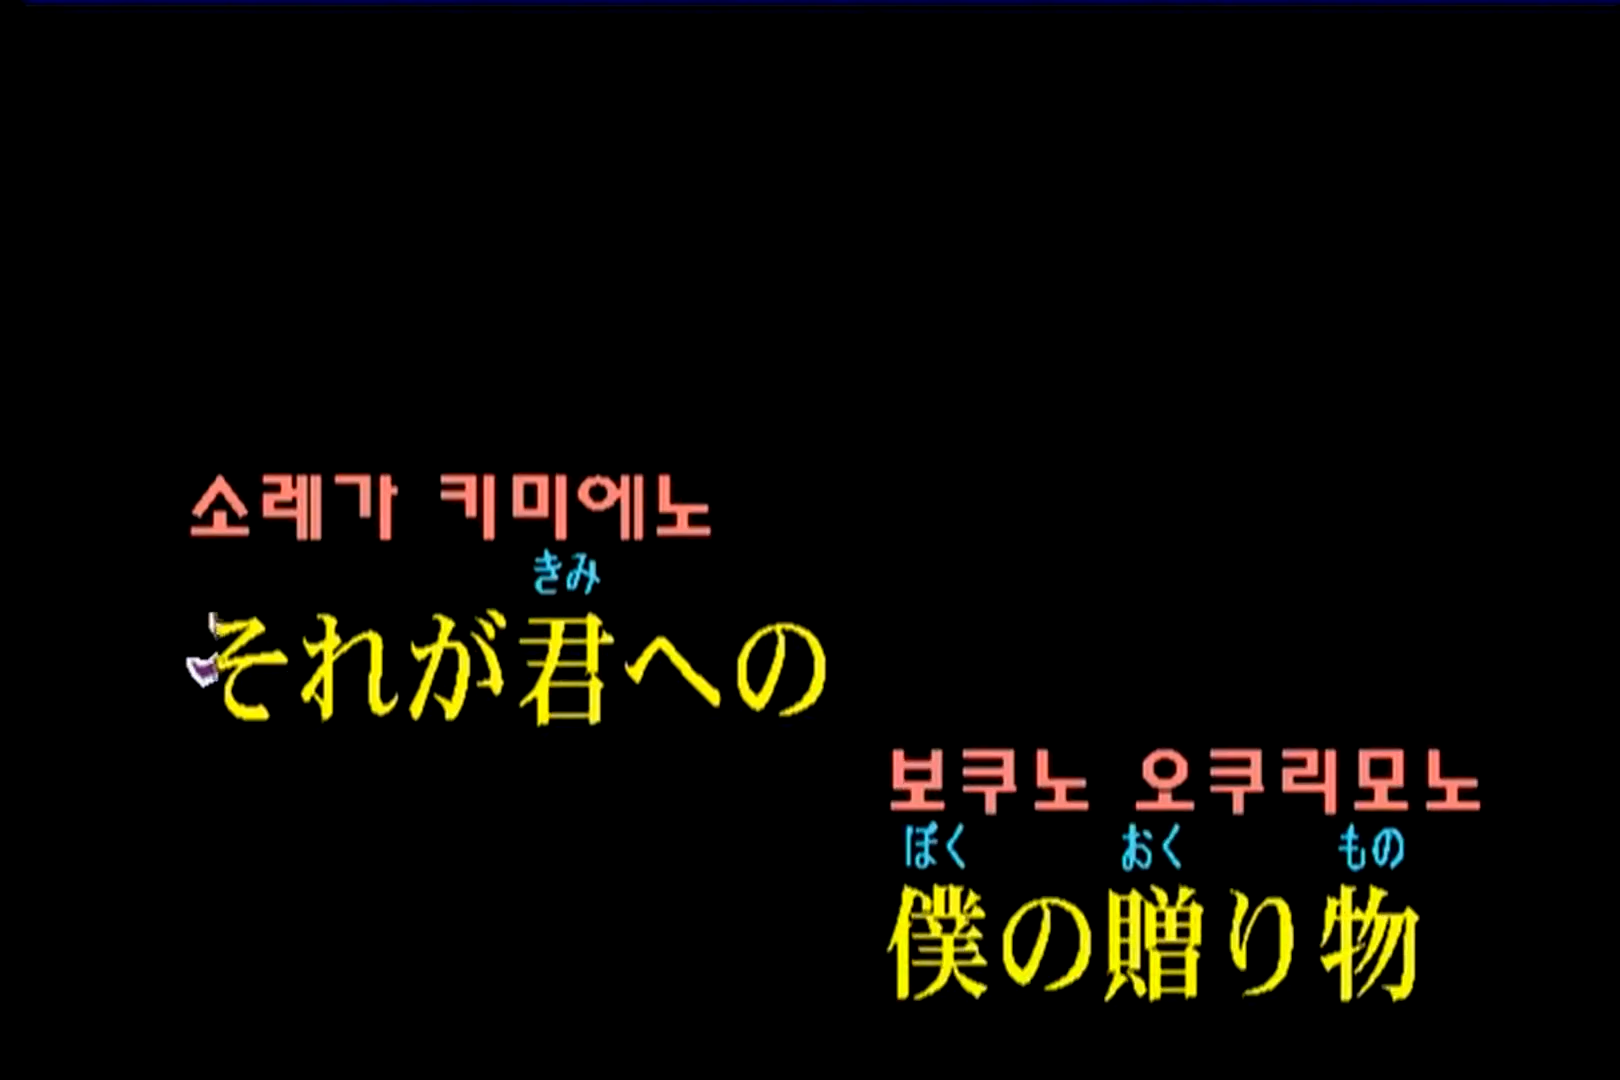 소레가 키미에노
きみ
それが君への
보쿠노 오쿠리모노
ぼく おく もの
僕の贈り物